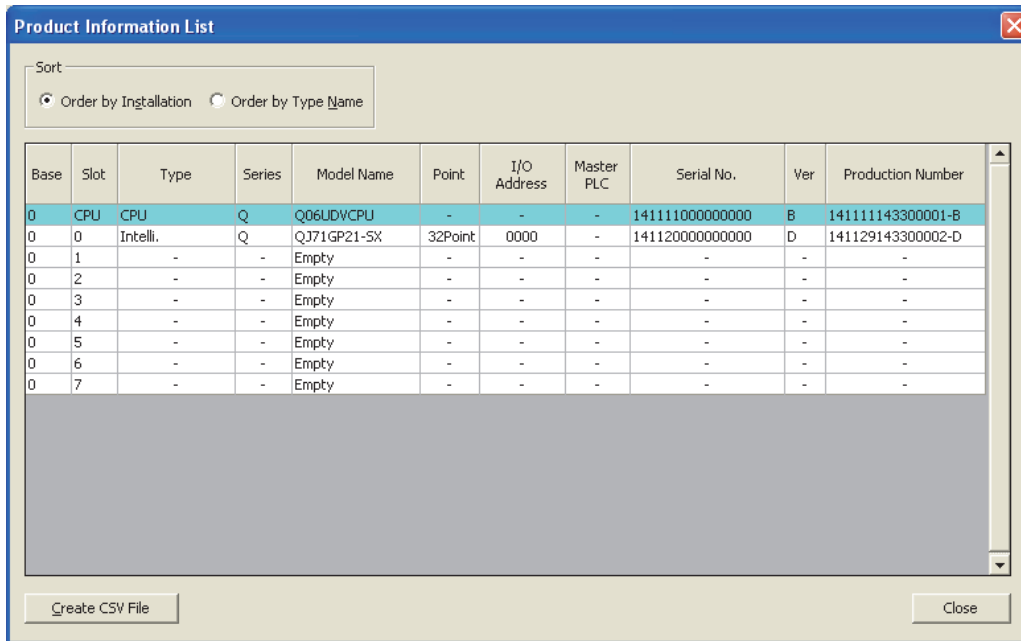 Product Information List
Sort
Order by Installation Order by Type Name
Base Slot Type Series Model Name Point I/O Address Master PLC Serial No. Ver Production Number
0 CPU CPU Q Q06UDVCPU - - - 141111000000000 B 141111143300001-B
0 0 Intelli. Q QJ71GP21-SX 32Point 0000 - 141120000000000 D 141129143300002-D
0 1 - - Empty - - - - - -
0 2 - - Empty - - - - - -
0 3 - - Empty - - - - - -
0 4 - - Empty - - - - - -
0 5 - - Empty - - - - - -
0 6 - - Empty - - - - - -
0 7 - - Empty - - - - - -
Create CSV File Close